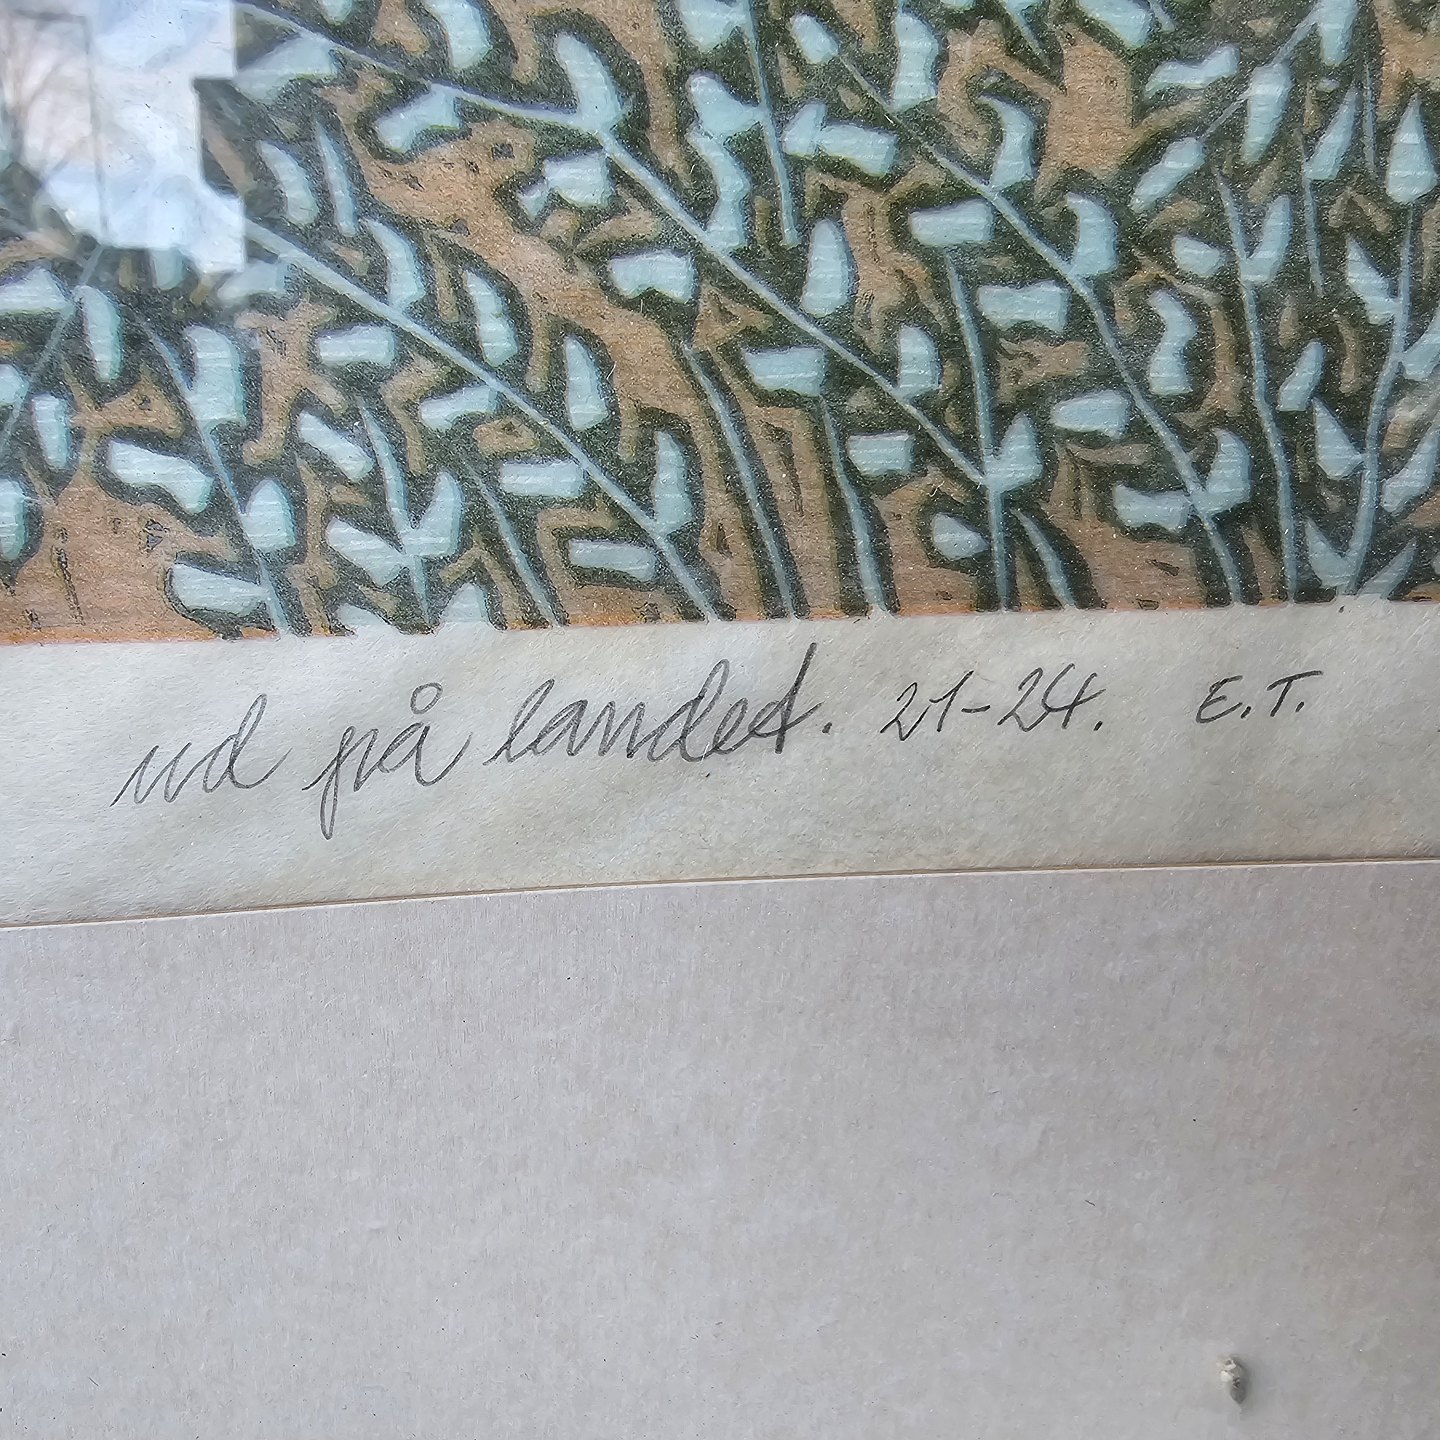 ud på landet. 21-24. E.T.